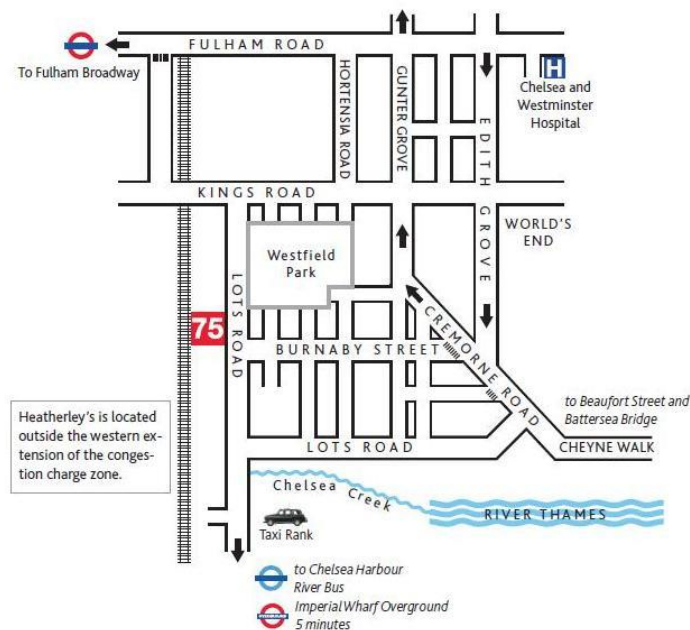 FULHAM ROAD
To Fulham Broadway
HORTENSIA ROAD
GUNTER GROVE
EDITH GROVE
H
Chelsea and
Westminster
Hospital
KINGS ROAD
WORLD'S
END
Westfield
Park
LOTS ROAD
75
CREMORNE ROAD
BURNABY STREET
to Beaufort Street and
Battersea Bridge
Heatherley's is located
outside the western ex-
tension of the conges-
tion charge zone.
LOTS ROAD
CHEYNE WALK
Chelsea Creek
RIVER THAMES
Taxi Rank
to Chelsea Harbour
River Bus
Imperial Wharf Overground
5 minutes